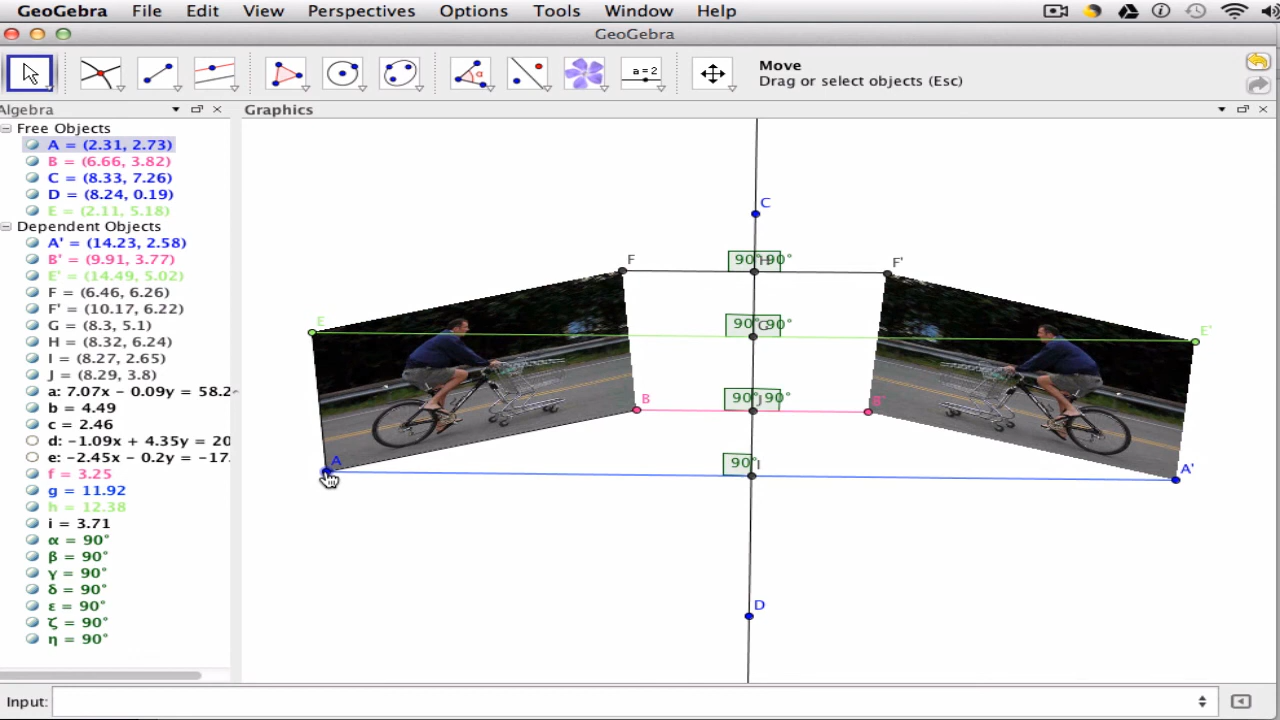 GeoGebra File Edit View Perspectives Options Tools Window Help
GeoGebra
a=2
Move
Drag or select objects (Esc)
Algebra
Graphics
Free Objects
A = (2.31, 2.73)
B = (6.66, 3.82)
C = (8.33, 7.26)
D = (8.24, 0.19)
E = (2.11, 5.18)
Dependent Objects
A' = (14.23, 2.58)
B' = (9.91, 3.77)
E' = (14.49, 5.02)
F = (6.46, 6.26)
F' = (10.17, 6.22)
G = (8.3, 5.1)
H = (8.32, 6.24)
I = (8.27, 2.65)
J = (8.29, 3.8)
a: 7.07x − 0.09y = 58.2
b = 4.49
c = 2.46
d: −1.09x + 4.35y = 20
e: −2.45x − 0.2y = −17.
f = 3.25
g = 11.92
h = 12.38
i = 3.71
α = 90°
β = 90°
γ = 90°
δ = 90°
ε = 90°
ζ = 90°
η = 90°
C
F 90° H 90° F'
E 90° G 90° E'
B 90° J 90° B'
A 90° I A'
D
Input: